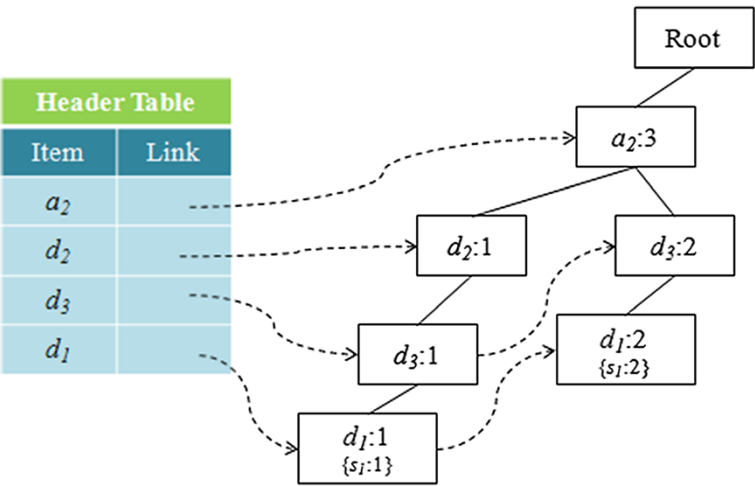 Root
Header Table
Item Link
a2
d2
d3
d1
a2:3
d2:1
d3:2
d3:1
d1:2
{s1:2}
d1:1
{s1:1}